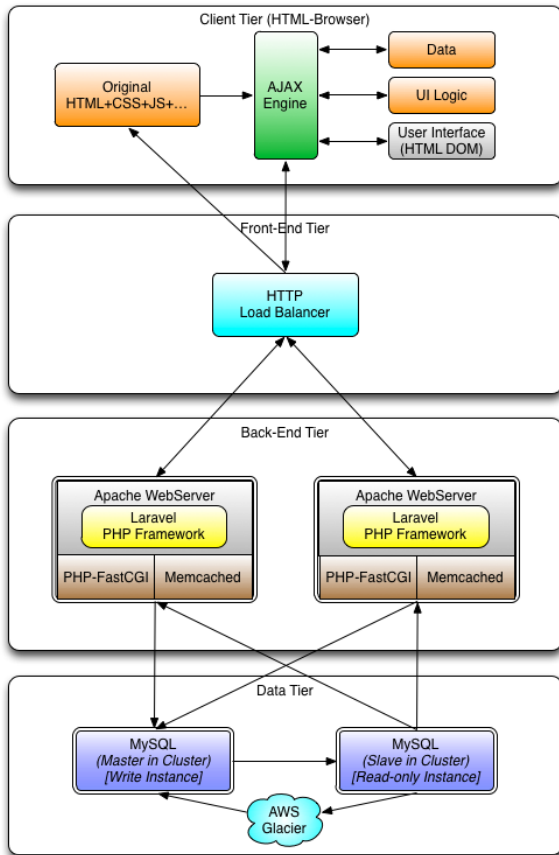 Client Tier (HTML-Browser)
Original
HTML+CSS+JS+...
AJAX
Engine
Data
UI Logic
User Interface
(HTML DOM)
Front-End Tier
HTTP
Load Balancer
Back-End Tier
Apache WebServer
Laravel
PHP Framework
PHP-FastCGI
Memcached
Apache WebServer
Laravel
PHP Framework
PHP-FastCGI
Memcached
Data Tier
MySQL
(Master in Cluster)
[Write Instance]
MySQL
(Slave in Cluster)
[Read-only Instance]
AWS
Glacier